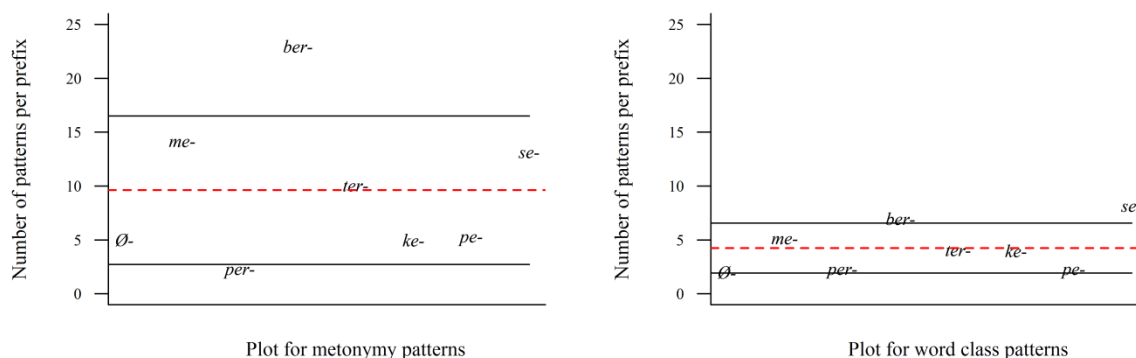 Number of patterns per prefix
25
20
15
10
5
0
ber-
me-
se-
ter-
Ø-
ke-
pe-
per-
Plot for metonymy patterns
Number of patterns per prefix
25
20
15
10
5
0
se
ber-
me-
ter-
ke-
Ø-
per-
pe-
Plot for word class patterns